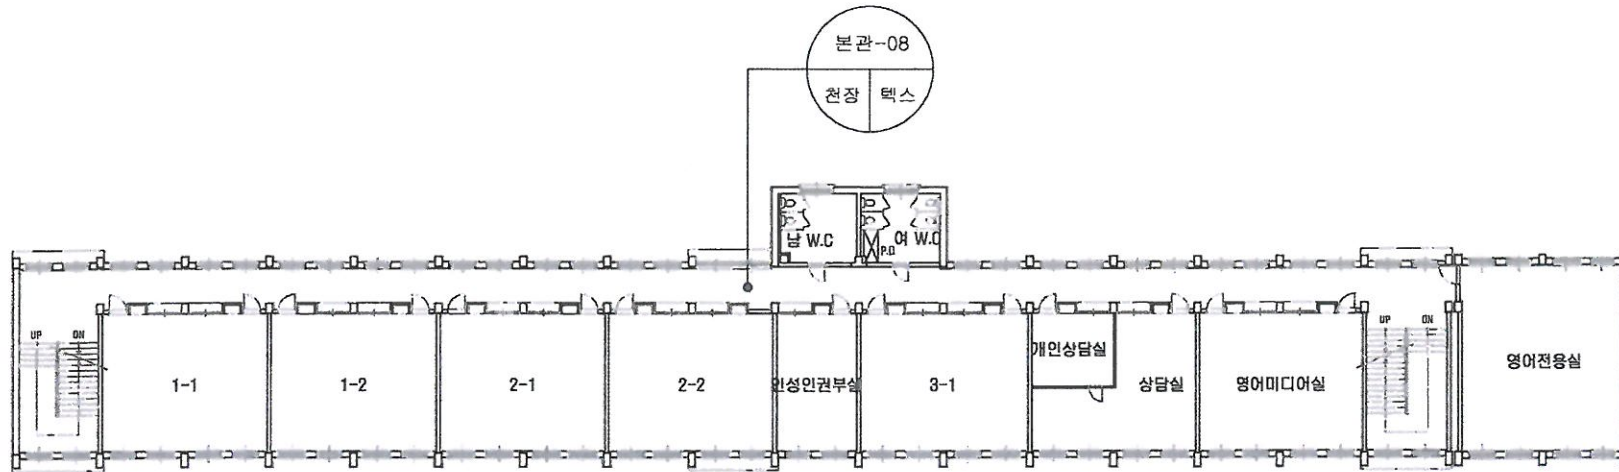 본관-08
천장 텍스
남 W.C 여 W.C
P.D
UP DN
1-1
1-2
2-1
2-2
인성인권부실
3-1
개인상담실
상담실
영어미디어실
UP DN
영어전용실